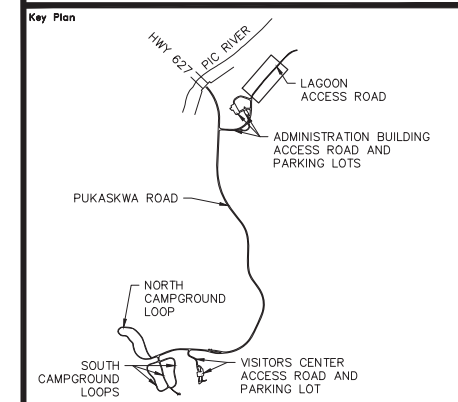 Key Plan
HWY 627
PIC RIVER
LAGOON
ACCESS ROAD
ADMINISTRATION BUILDING
ACCESS ROAD AND
PARKING LOTS
PUKASKWA ROAD
NORTH
CAMPGROUND
LOOP
SOUTH
CAMPGROUND
LOOPS
VISITORS CENTER
ACCESS ROAD AND
PARKING LOT